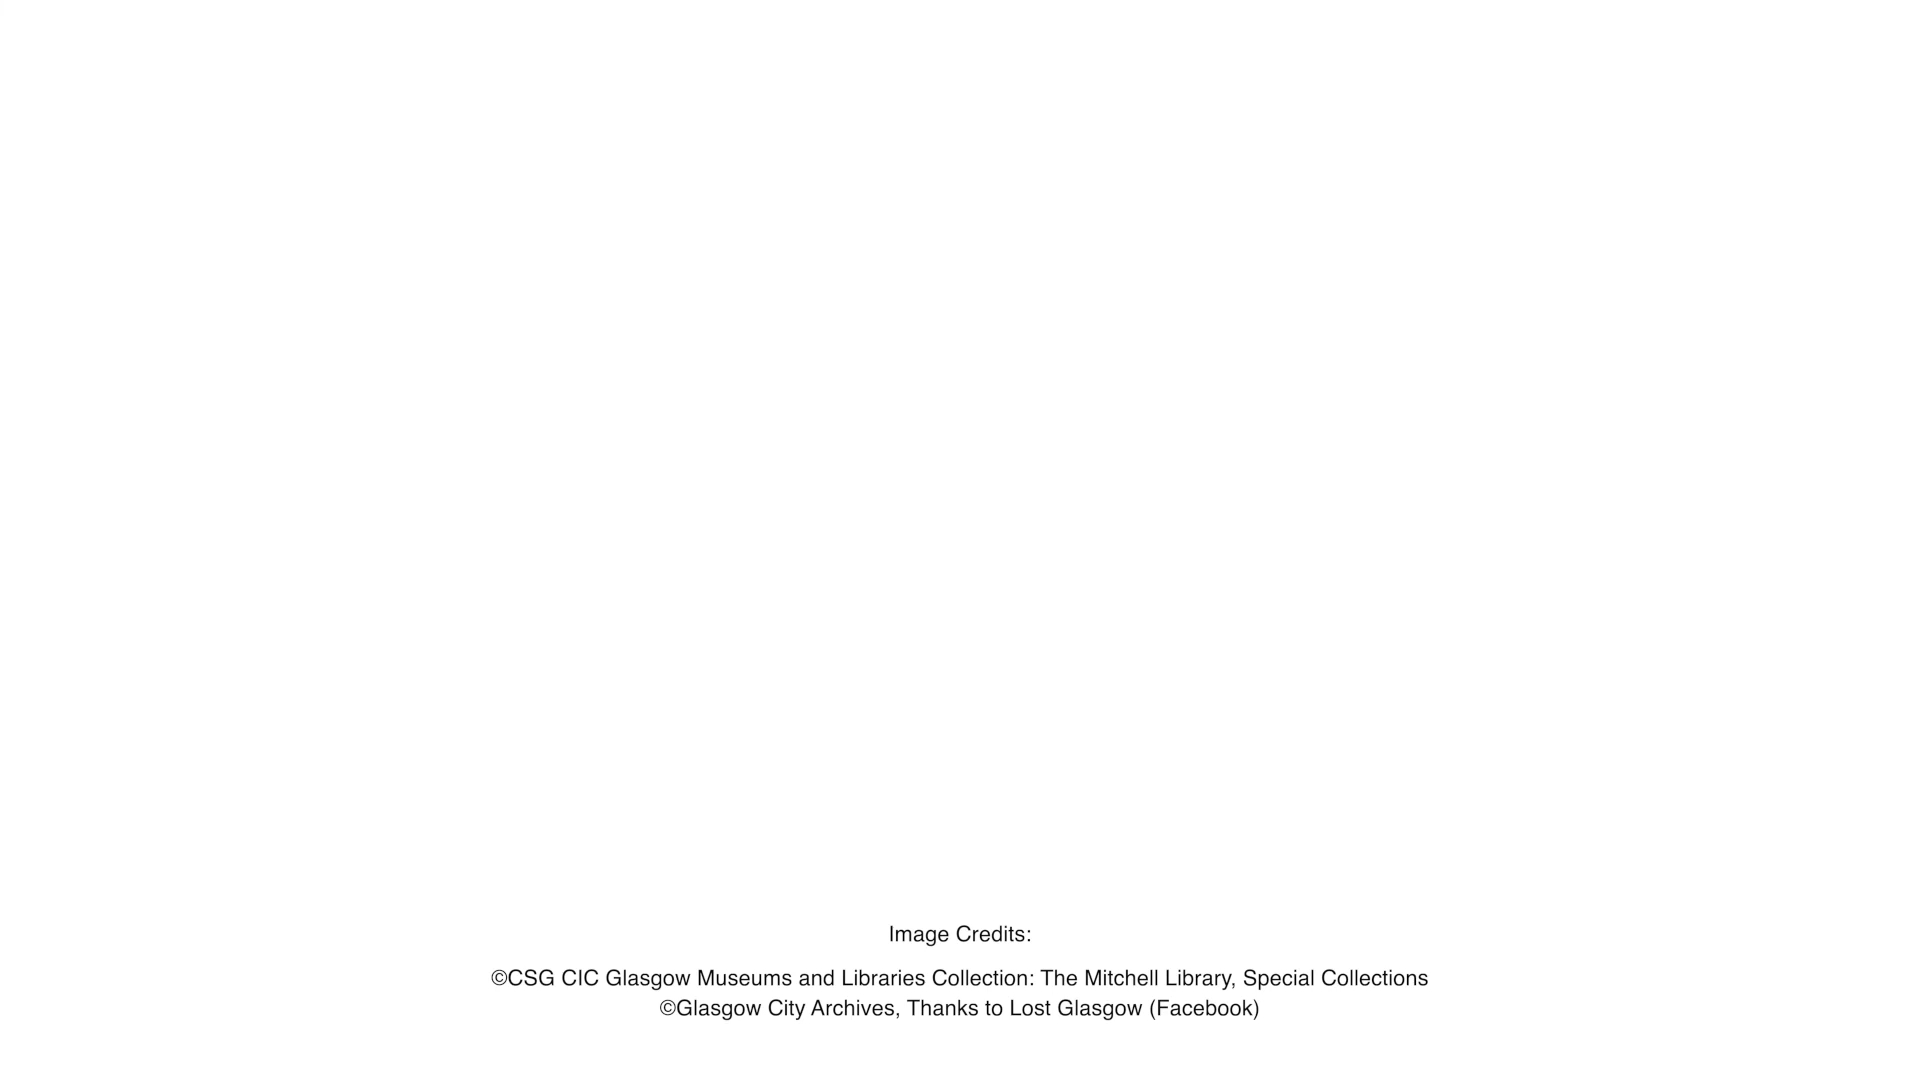 Image Credits:
©CSG CIC Glasgow Museums and Libraries Collection: The Mitchell Library, Special Collections
©Glasgow City Archives, Thanks to Lost Glasgow (Facebook)